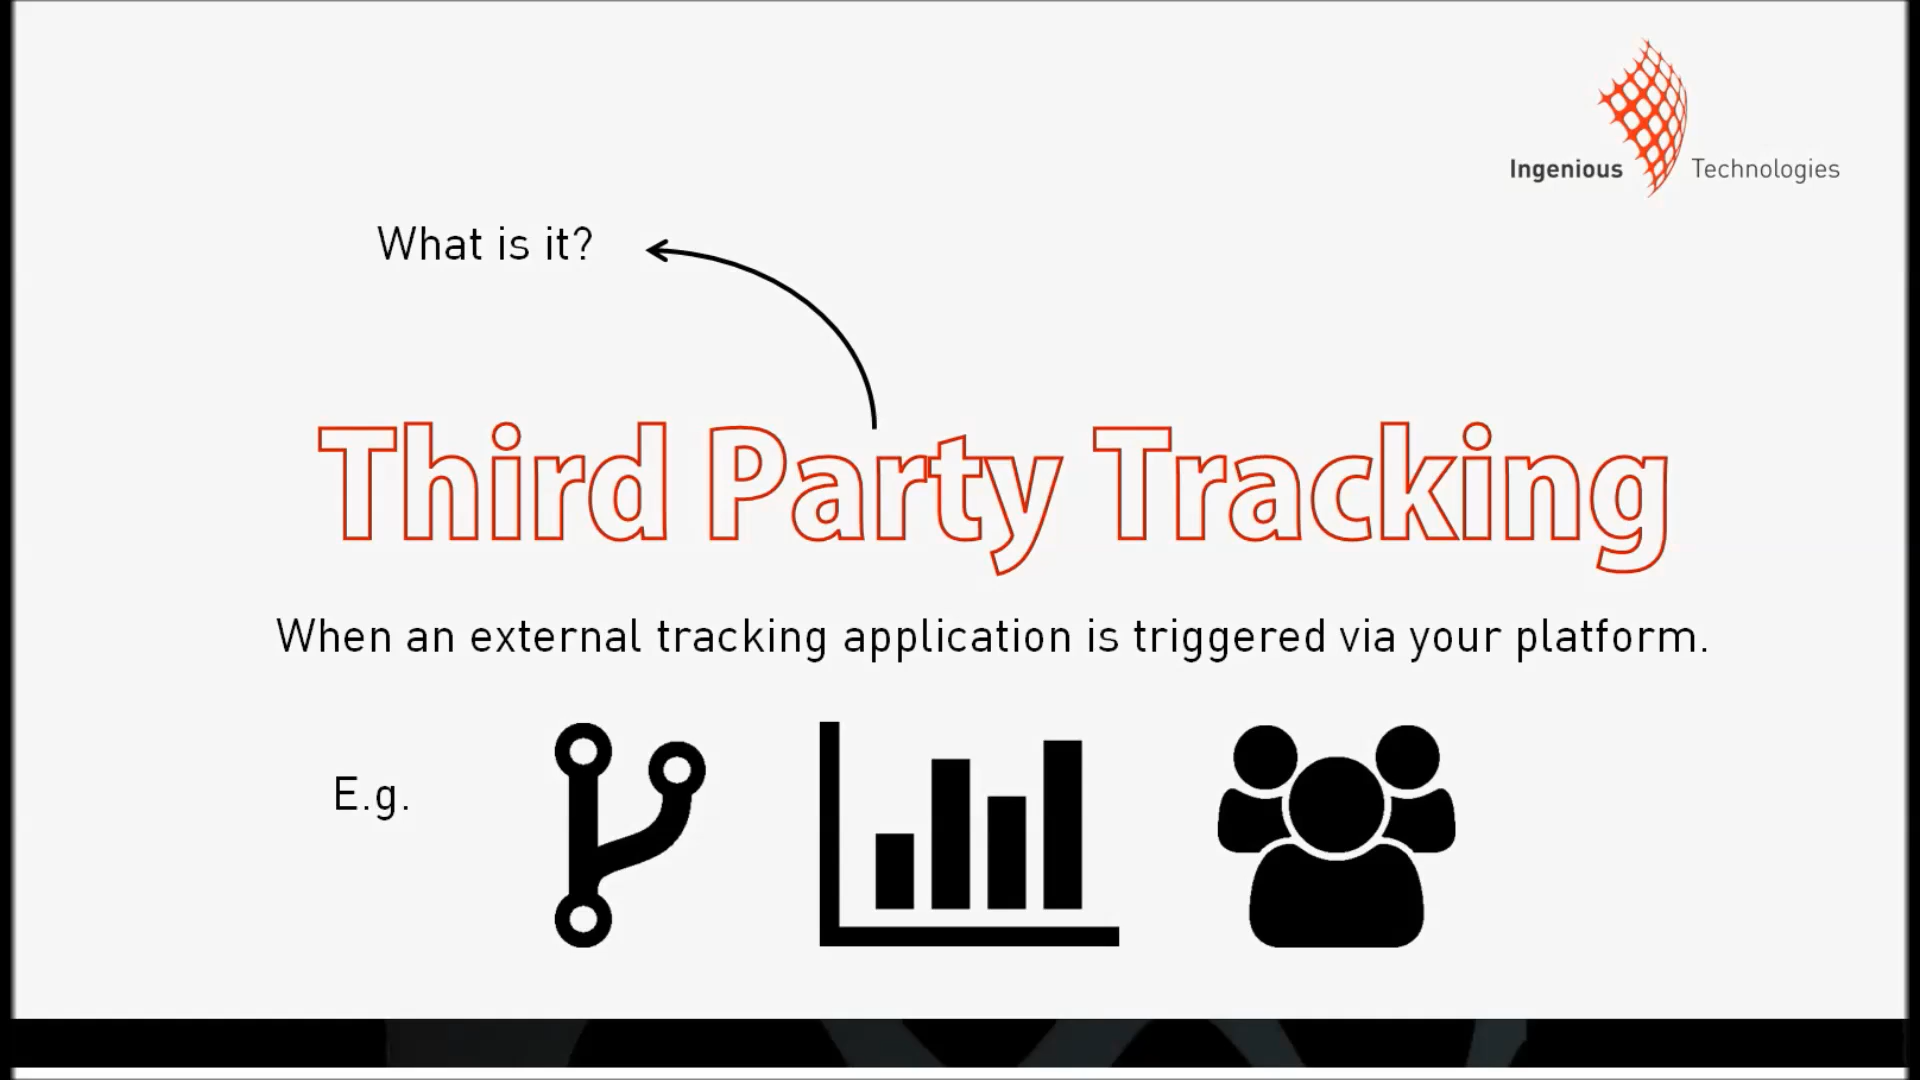 Ingenious Technologies
What is it?
Third Party Tracking
When an external tracking application is triggered via your platform.
E.g.